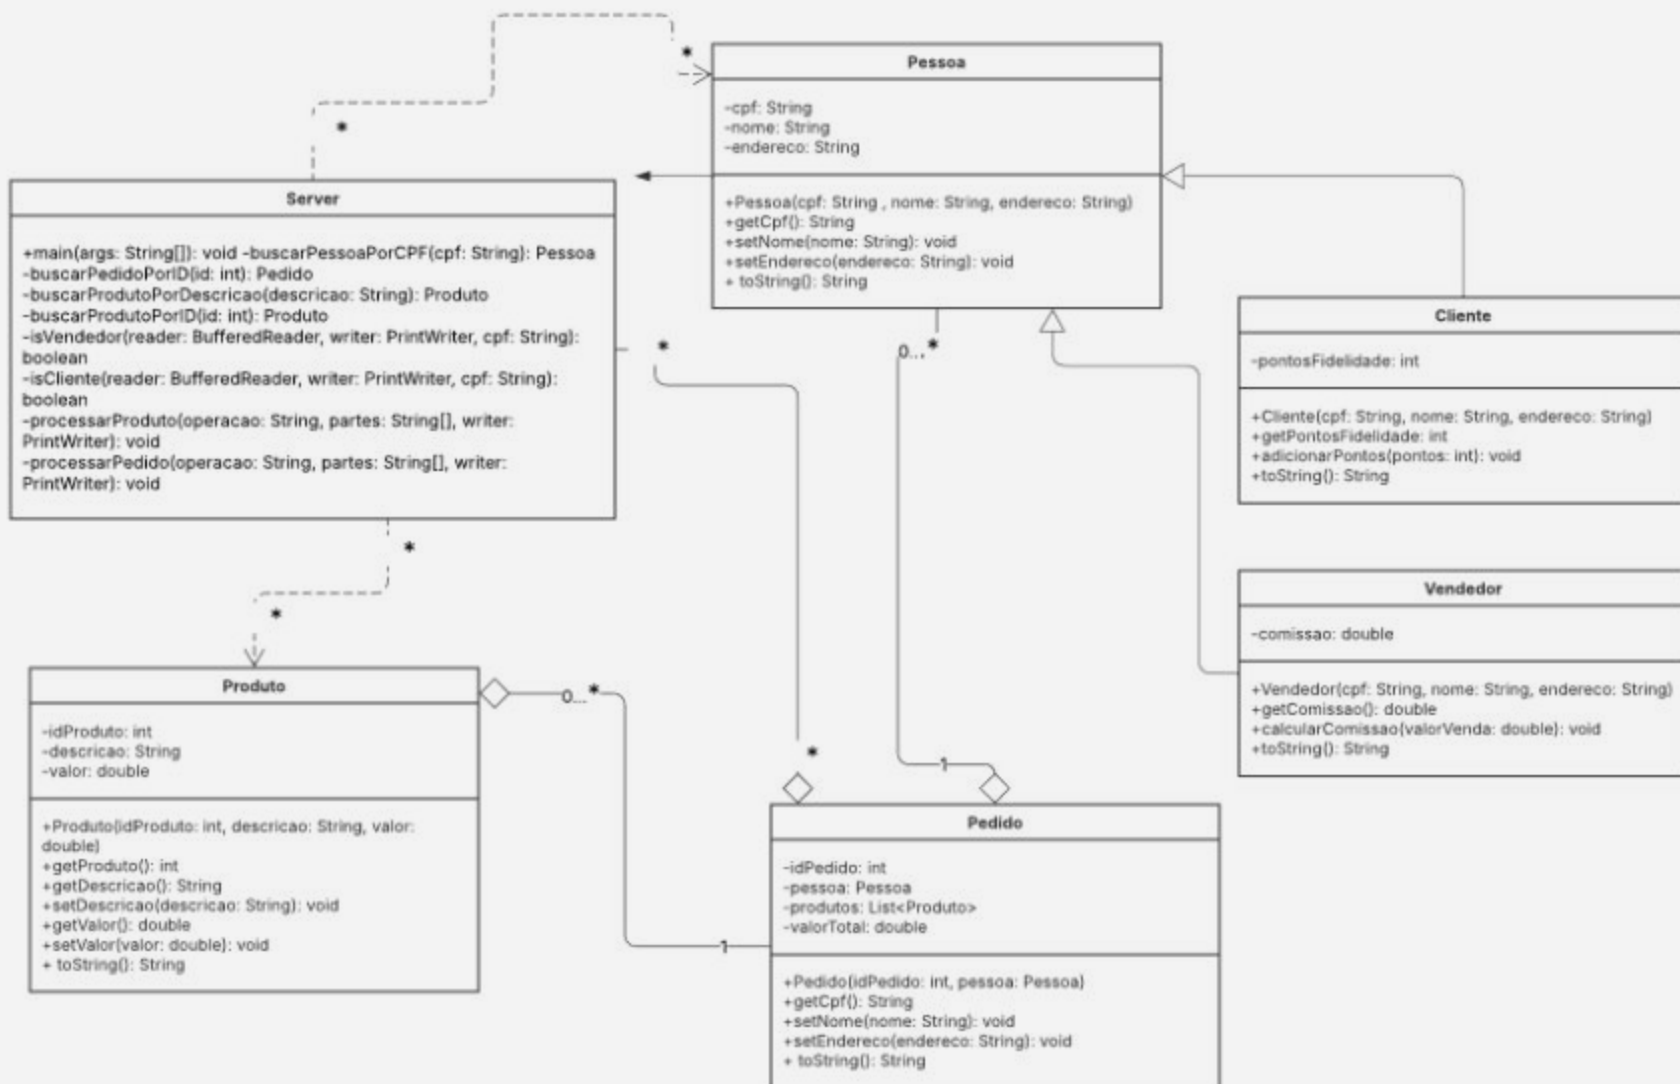 *
Pessoa
-cpf: String
-nome: String
-endereco: String
+Pessoa(cpf: String , nome: String, endereco: String)
+getCpf(): String
+setNome(nome: String): void
+setEndereco(endereco: String): void
+ toString(): String
*
Server
+main(args: String[]): void -buscarPessoaPorCPF(cpf: String): Pessoa
-buscarPedidoPorID(id: int): Pedido
-buscarProdutoPorDescricao(descricao: String): Produto
-buscarProdutoPorID(id: int): Produto
-isVendedor(reader: BufferedReader, writer: PrintWriter, cpf: String):
boolean
-isCliente(reader: BufferedReader, writer: PrintWriter, cpf: String):
boolean
-processarProduto(operacao: String, partes: String[], writer:
PrintWriter): void
-processarPedido(operacao: String, partes: String[], writer:
PrintWriter): void
*
0...*
Cliente
-pontosFidelidade: int
+Cliente(cpf: String, nome: String, endereco: String)
+getPontosFidelidade: int
+adicionarPontos(pontos: int): void
+toString(): String
*
*
Vendedor
-comissao: double
+Vendedor(cpf: String, nome: String, endereco: String)
+getComissao(): double
+calcularComissao(valorVenda: double): void
+toString(): String
Produto
-idProduto: int
-descricao: String
-valor: double
+Produto(idProduto: int, descricao: String, valor:
double)
+getProduto(): int
+getDescricao(): String
+setDescricao(descricao: String): void
+getValor(): double
+setValor(valor: double): void
+ toString(): String
0...*
1
*
1
Pedido
-idPedido: int
-pessoa: Pessoa
-produtos: List<Produto>
-valorTotal: double
+Pedido(idPedido: int, pessoa: Pessoa)
+getCpf(): String
+setNome(nome: String): void
+setEndereco(endereco: String): void
+ toString(): String